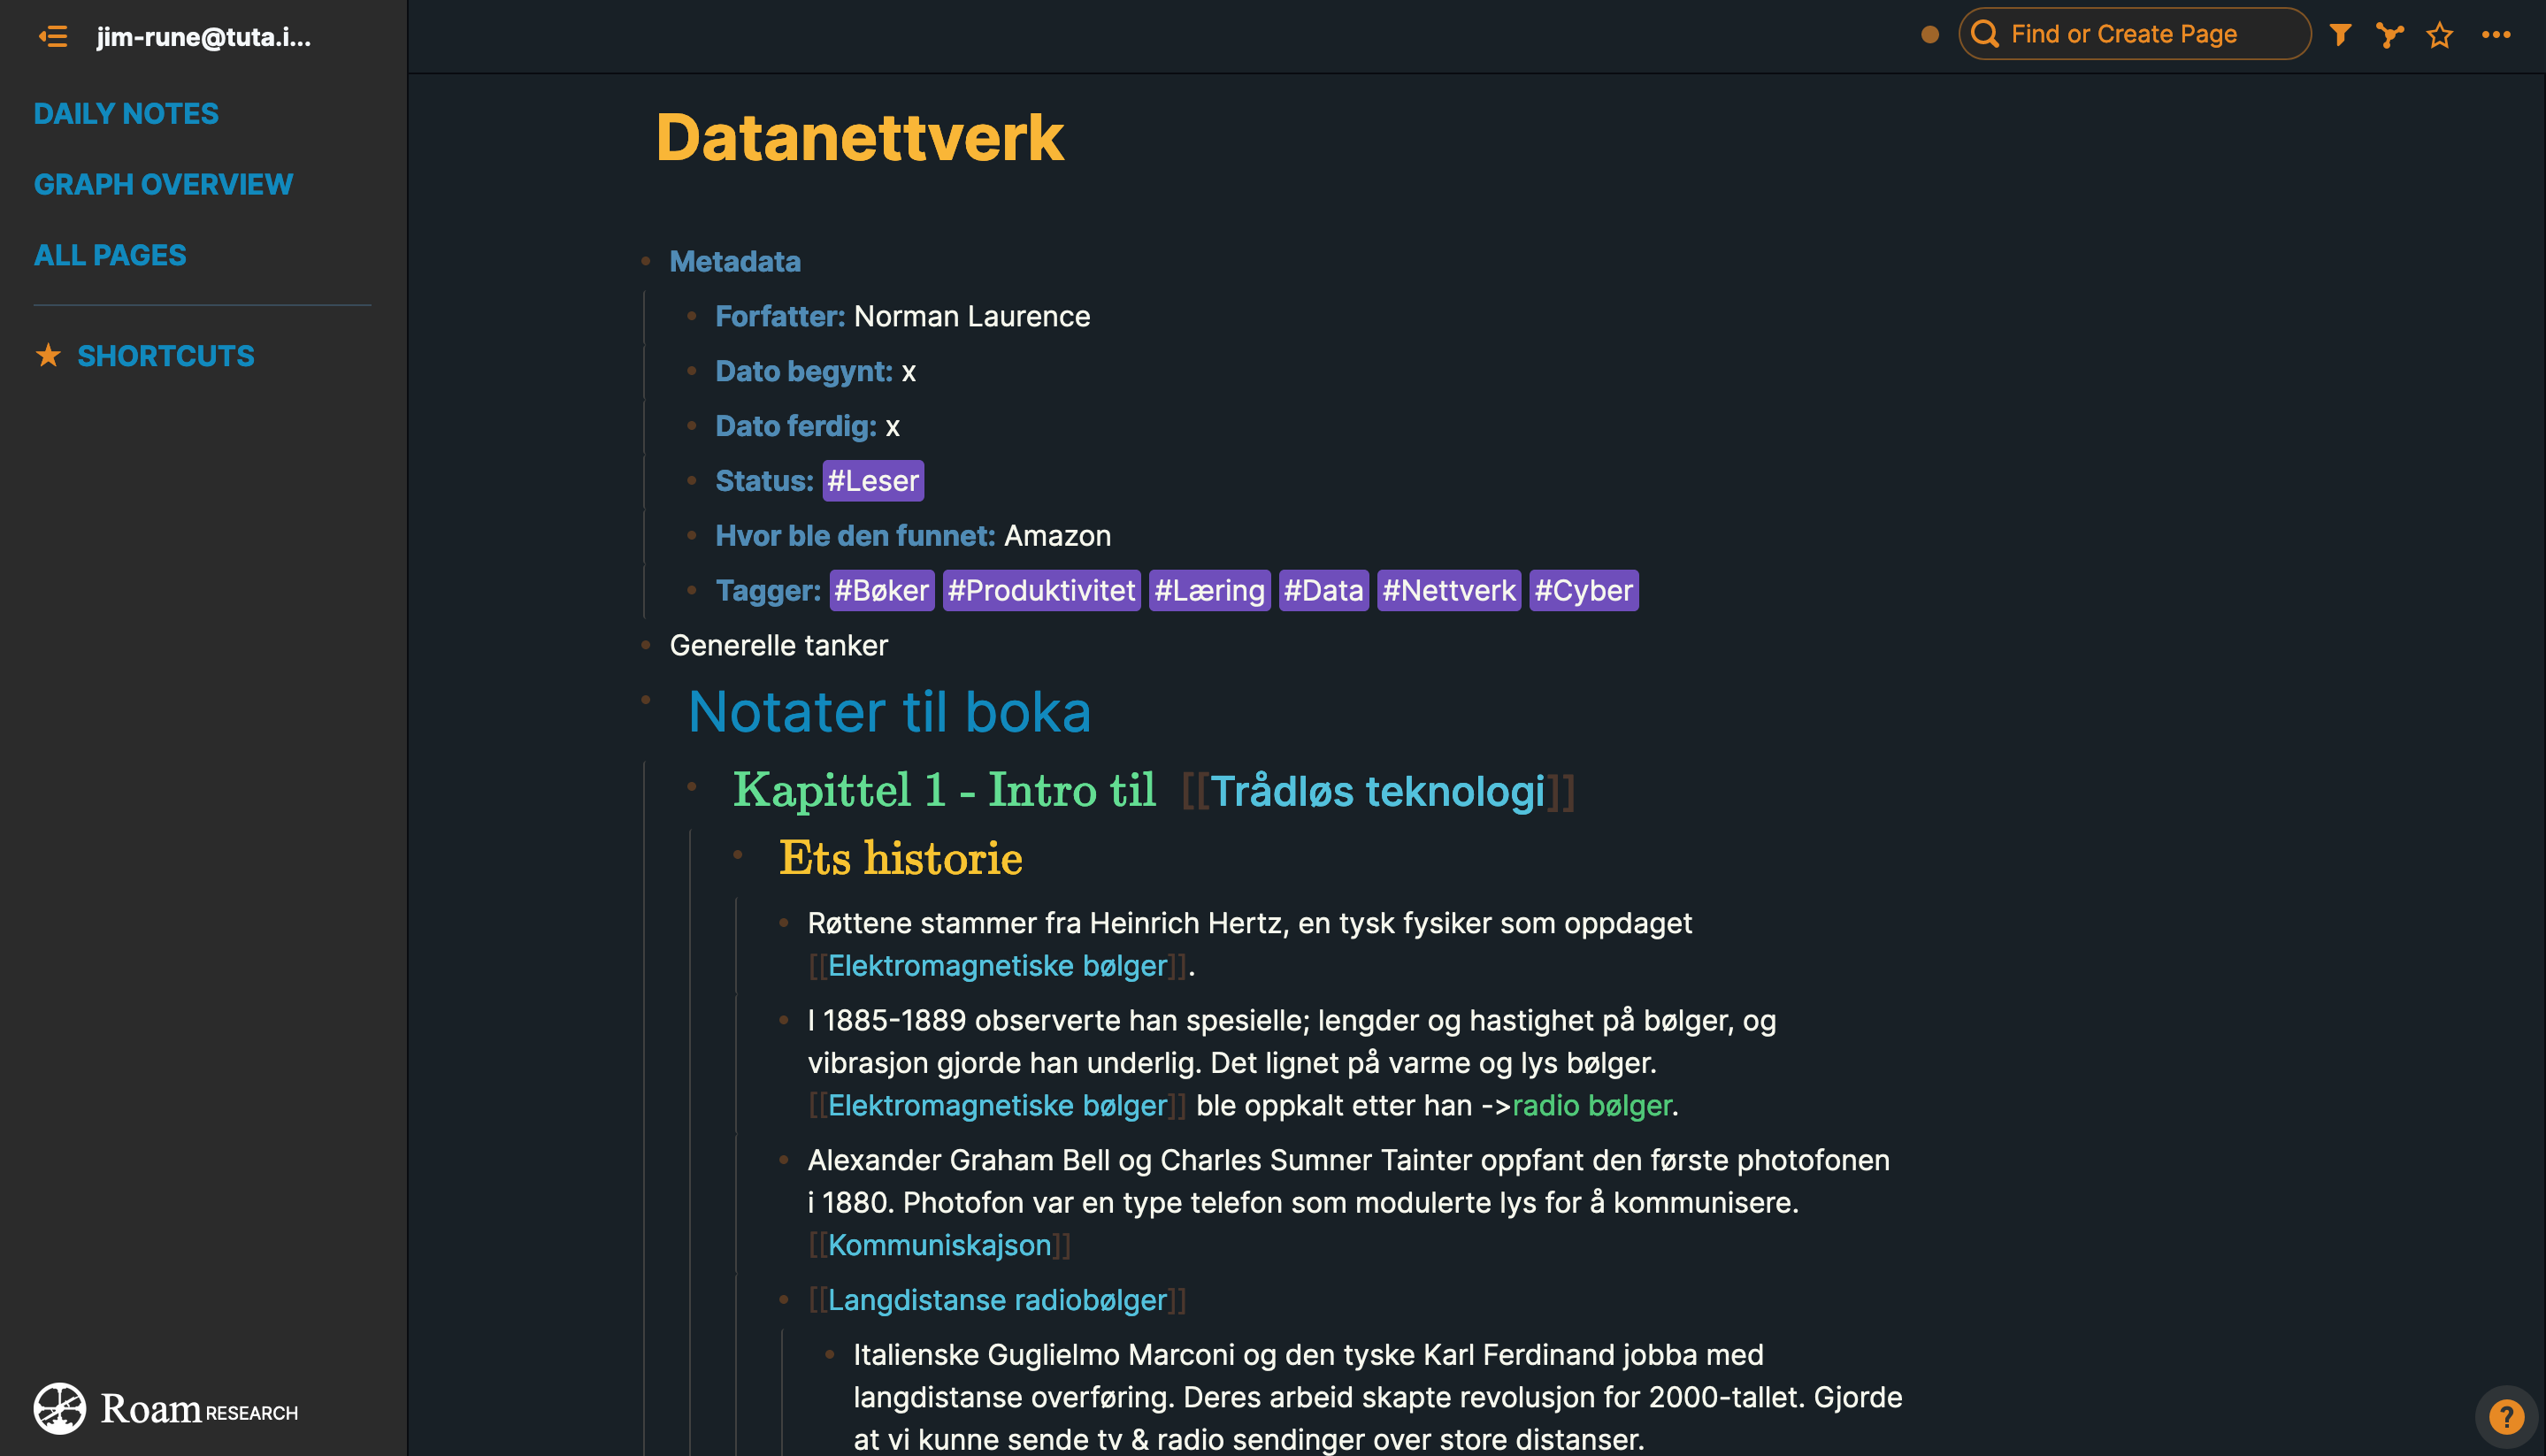 jim-rune@tuta.i...
Find or Create Page
DAILY NOTES
GRAPH OVERVIEW
ALL PAGES
SHORTCUTS
Datanettverk
Metadata
Forfatter: Norman Laurence
Dato begynt: x
Dato ferdig: x
Status: #Leser
Hvor ble den funnet: Amazon
Tagger: #Bøker #Produktivitet #Læring #Data #Nettverk #Cyber
Generelle tanker
Notater til boka
Kapittel 1 - Intro til [[Trådløs teknologi]]
Ets historie
Røttene stammer fra Heinrich Hertz, en tysk fysiker som oppdaget
[[Elektromagnetiske bølger]].
I 1885-1889 observerte han spesielle; lengder og hastighet på bølger, og
vibrasjon gjorde han underlig. Det lignet på varme og lys bølger.
[[Elektromagnetiske bølger]] ble oppkalt etter han ->radio bølger.
Alexander Graham Bell og Charles Sumner Tainter oppfant den første photofonen
i 1880. Photofon var en type telefon som modulerte lys for å kommunisere.
[[Kommuniskajson]]
[[Langdistanse radiobølger]]
Italienske Guglielmo Marconi og den tyske Karl Ferdinand jobba med
langdistanse overføring. Deres arbeid skapte revolusjon for 2000-tallet. Gjorde
at vi kunne sende tv & radio sendinger over store distanser.
Roam RESEARCH
?